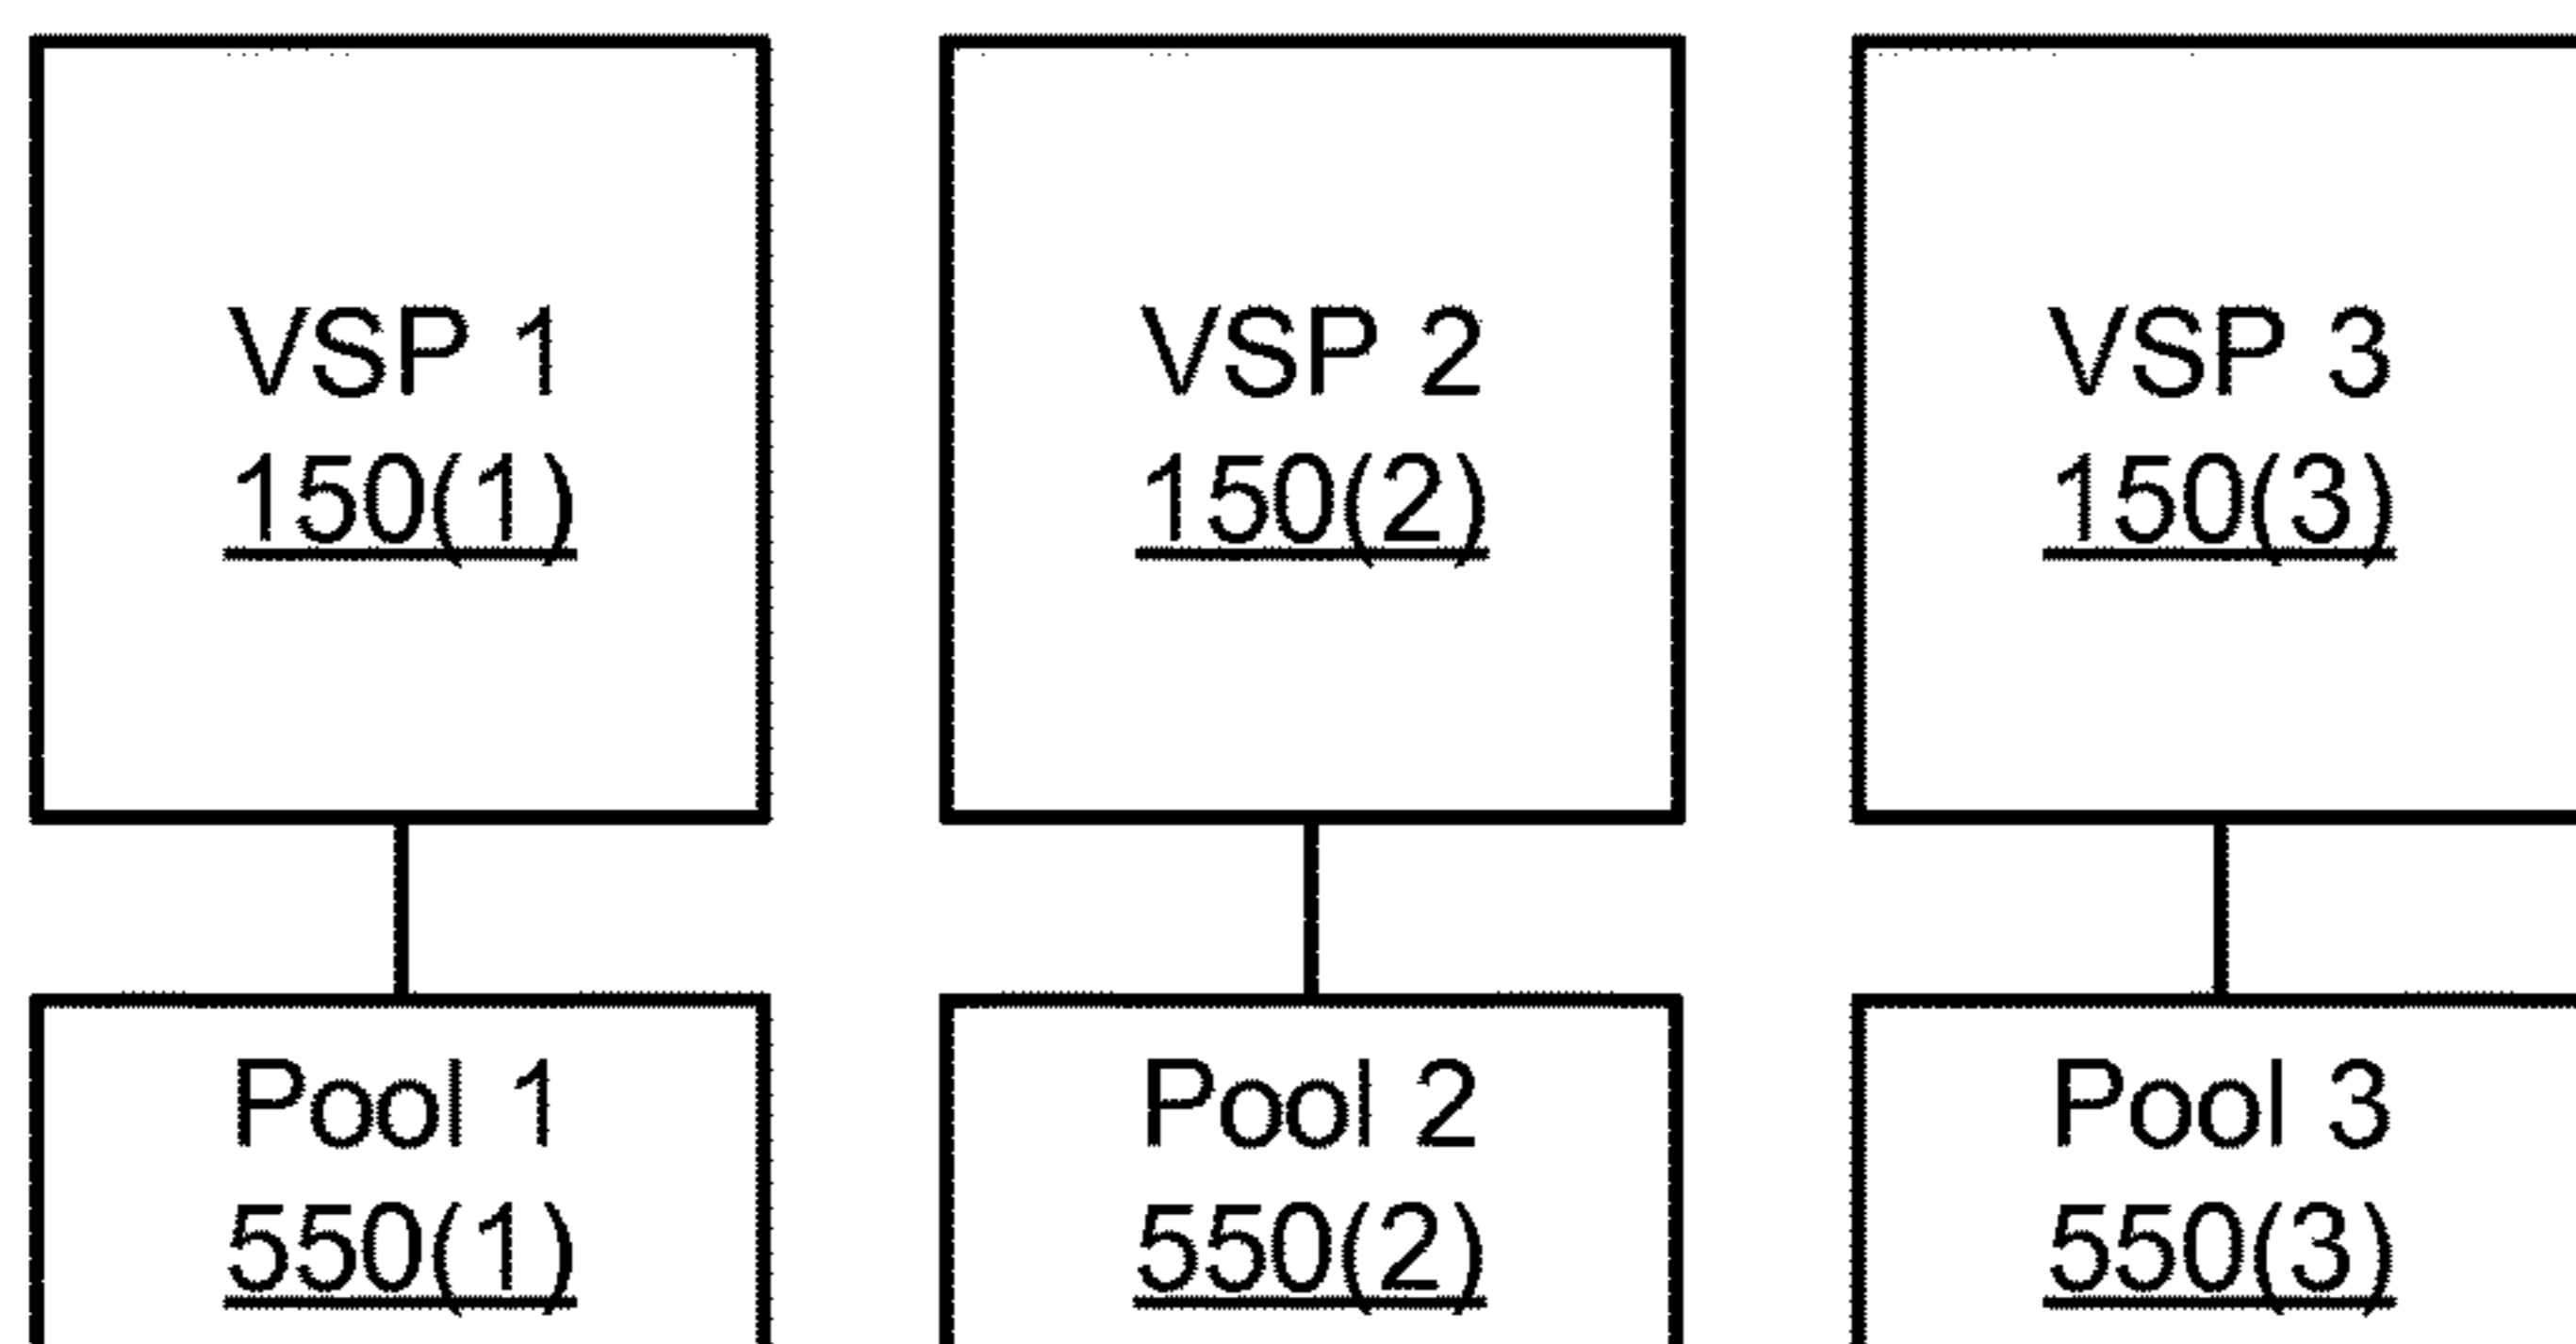 VSP 1
150(1)
VSP 2
150(2)
VSP 3
150(3)
Pool 1
550(1)
Pool 2
550(2)
Pool 3
550(3)